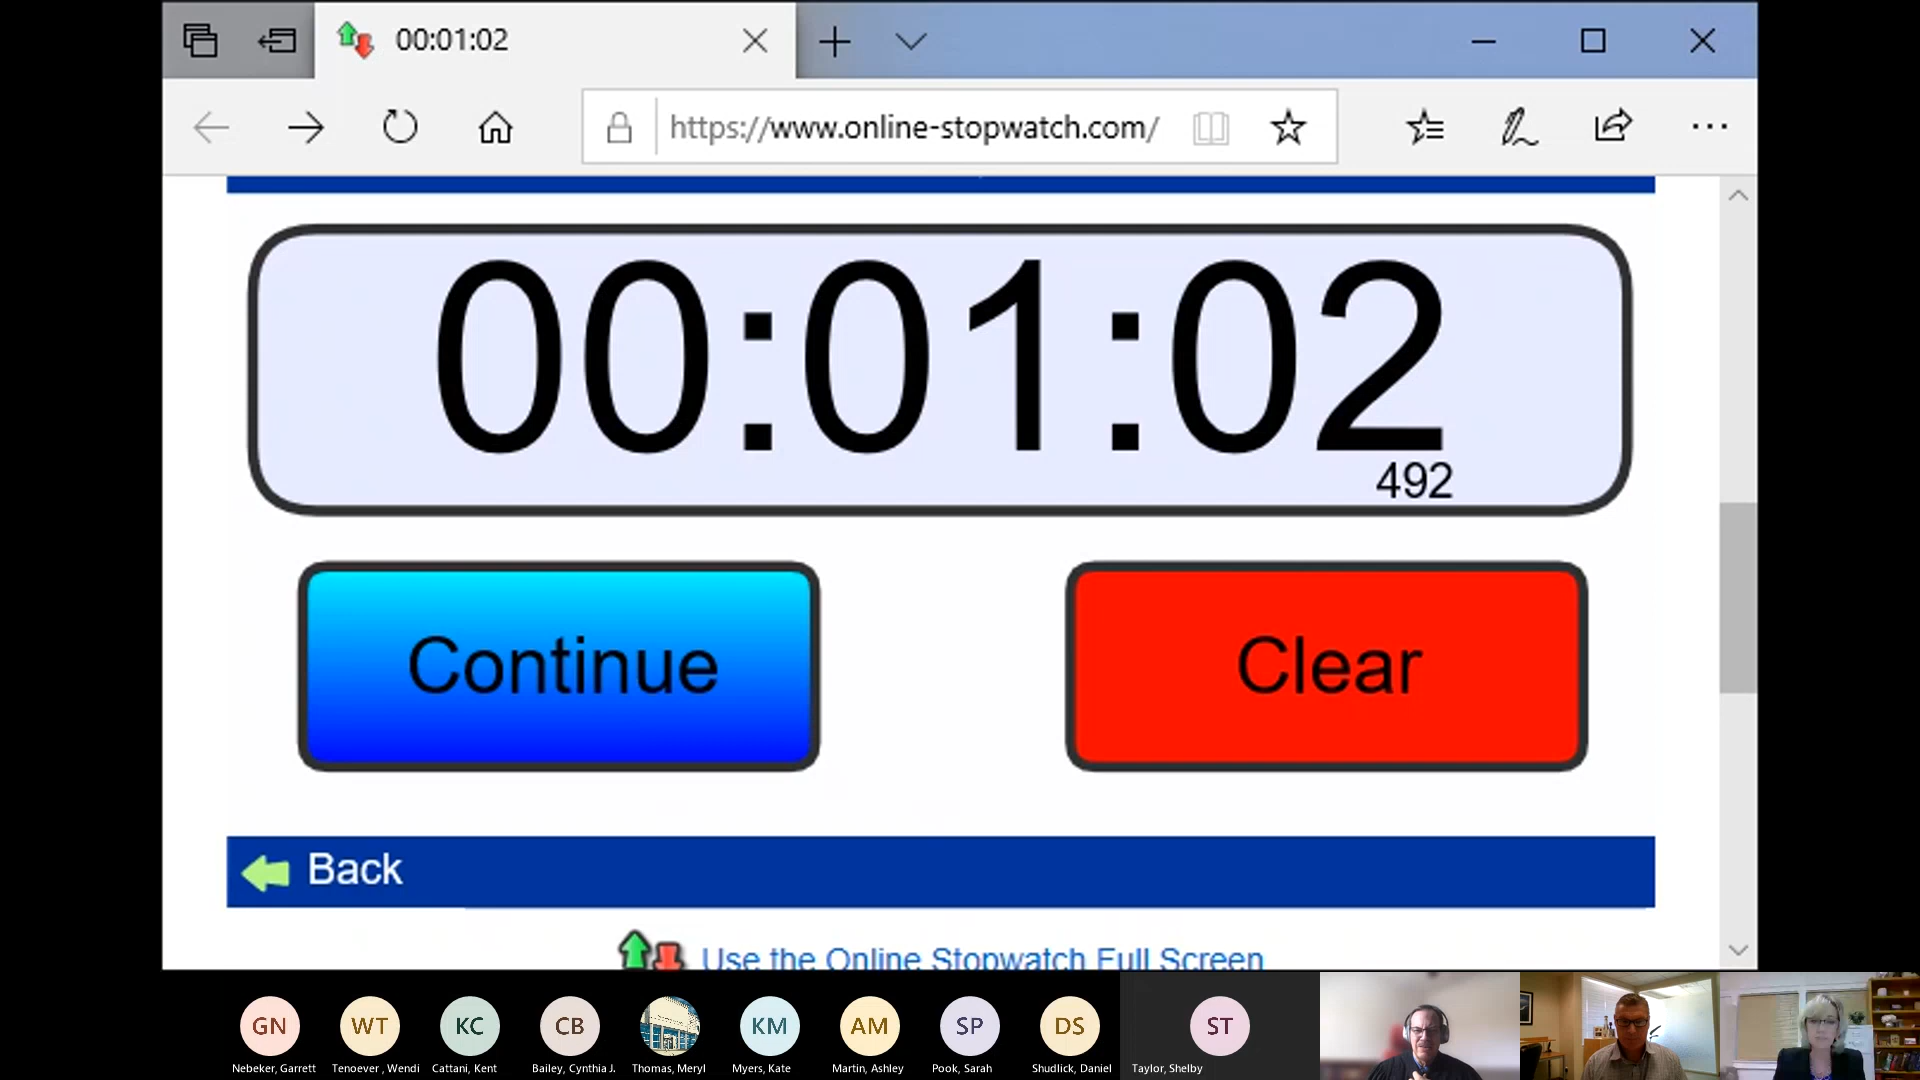 00:01:02
https://www.online-stopwatch.com/
00:01:02
492
Continue
Clear
Back
Use the Online Stopwatch Full Screen
GN WT KC CB KM AM SP DS ST
Nebeker, Garrett Tenoever , Wendi Cattani, Kent Bailey, Cynthia J. Thomas, Meryl Myers, Kate Martin, Ashley Pook, Sarah Shudlick, Daniel Taylor, Shelby